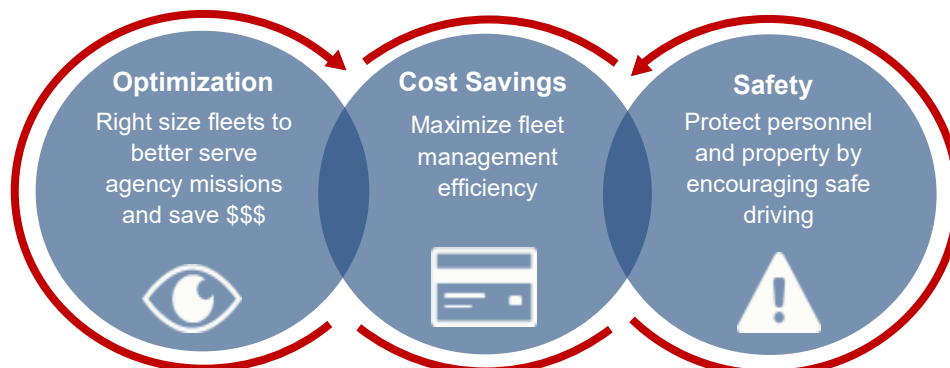 Optimization
Right size fleets to
better serve
agency missions
and save $$$
Cost Savings
Maximize fleet
management
efficiency
Safety
Protect personnel
and property by
encouraging safe
driving